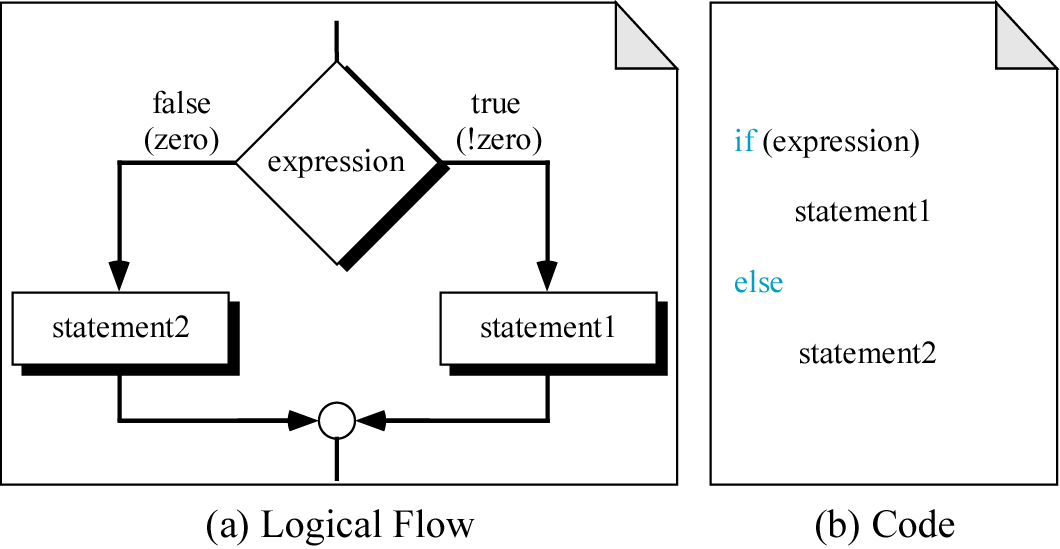 false
(zero)
true
(!zero)
expression
statement2
statement1
(a) Logical Flow
if (expression)
statement1
else
statement2
(b) Code